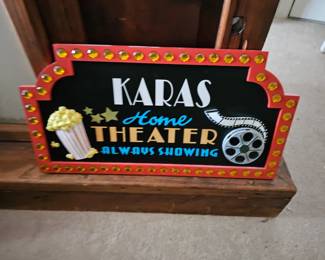 KARAS
Home
THEATER
ALWAYS SHOWING